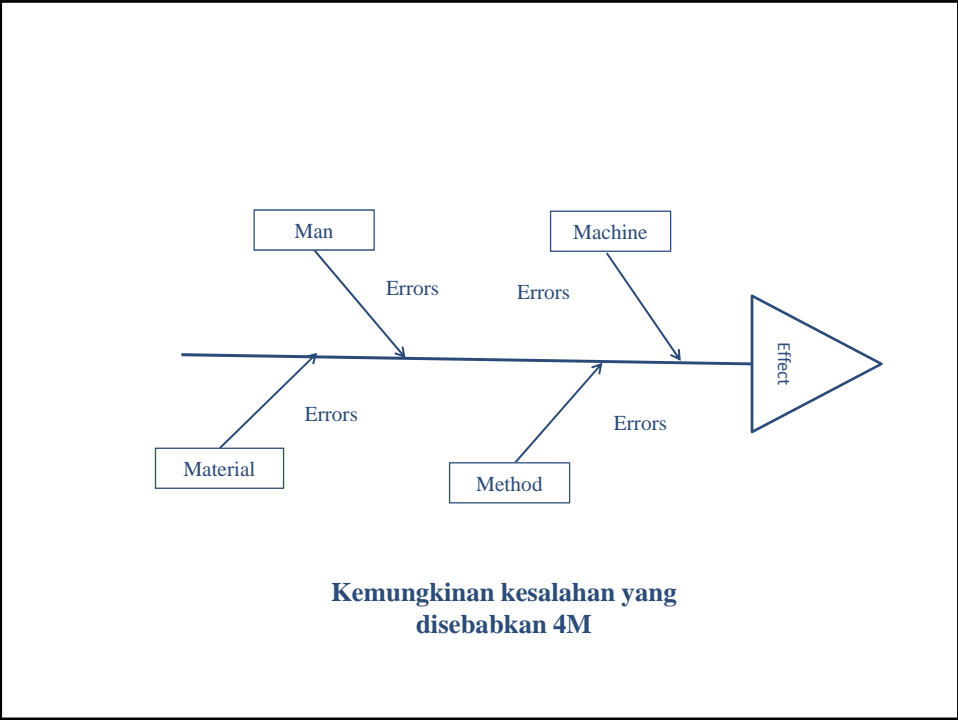 Man
Machine
Errors
Errors
Effect
Errors
Errors
Material
Method
Kemungkinan kesalahan yang
disebabkan 4M